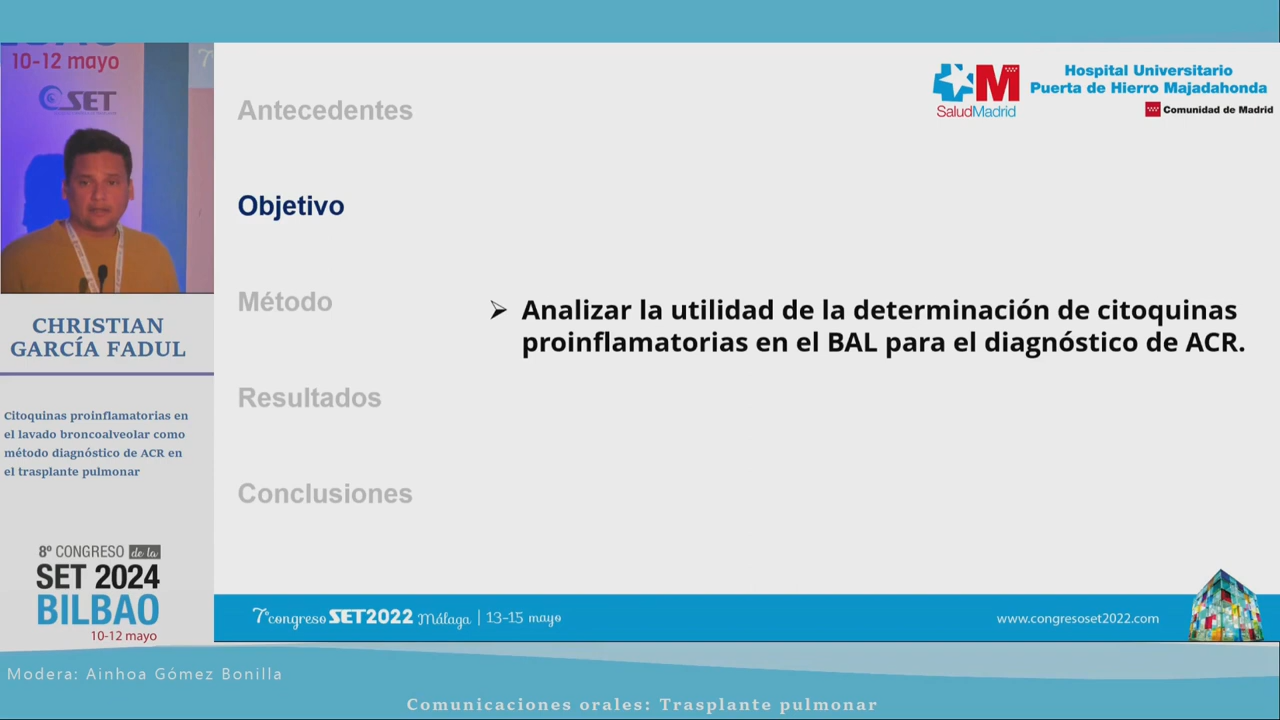 10-12 mayo
SET
CHRISTIAN
GARCÍA FADUL
Citoquinas proinflamatorias en
el lavado broncoalveolar como
método diagnóstico de ACR en
el trasplante pulmonar
8º CONGRESO de la
SET 2024
BILBAO
10-12 mayo
Antecedentes
Objetivo
Método
Resultados
Conclusiones
SaludMadrid
Hospital Universitario
Puerta de Hierro Majadahonda
Comunidad de Madrid
➢ Analizar la utilidad de la determinación de citoquinas
proinflamatorias en el BAL para el diagnóstico de ACR.
7º congreso SET2022 Málaga | 13-15 mayo
www.congresoset2022.com
Modera: Ainhoa Gómez Bonilla
Comunicaciones orales: Trasplante pulmonar